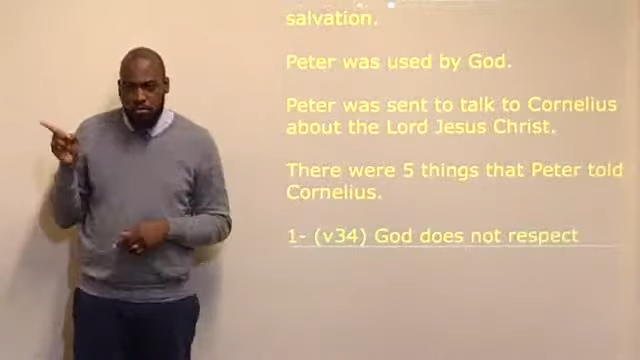 salvation.
Peter was used by God.
Peter was sent to talk to Cornelius
about the Lord Jesus Christ.
There were 5 things that Peter told
Cornelius.
1- (v34) God does not respect